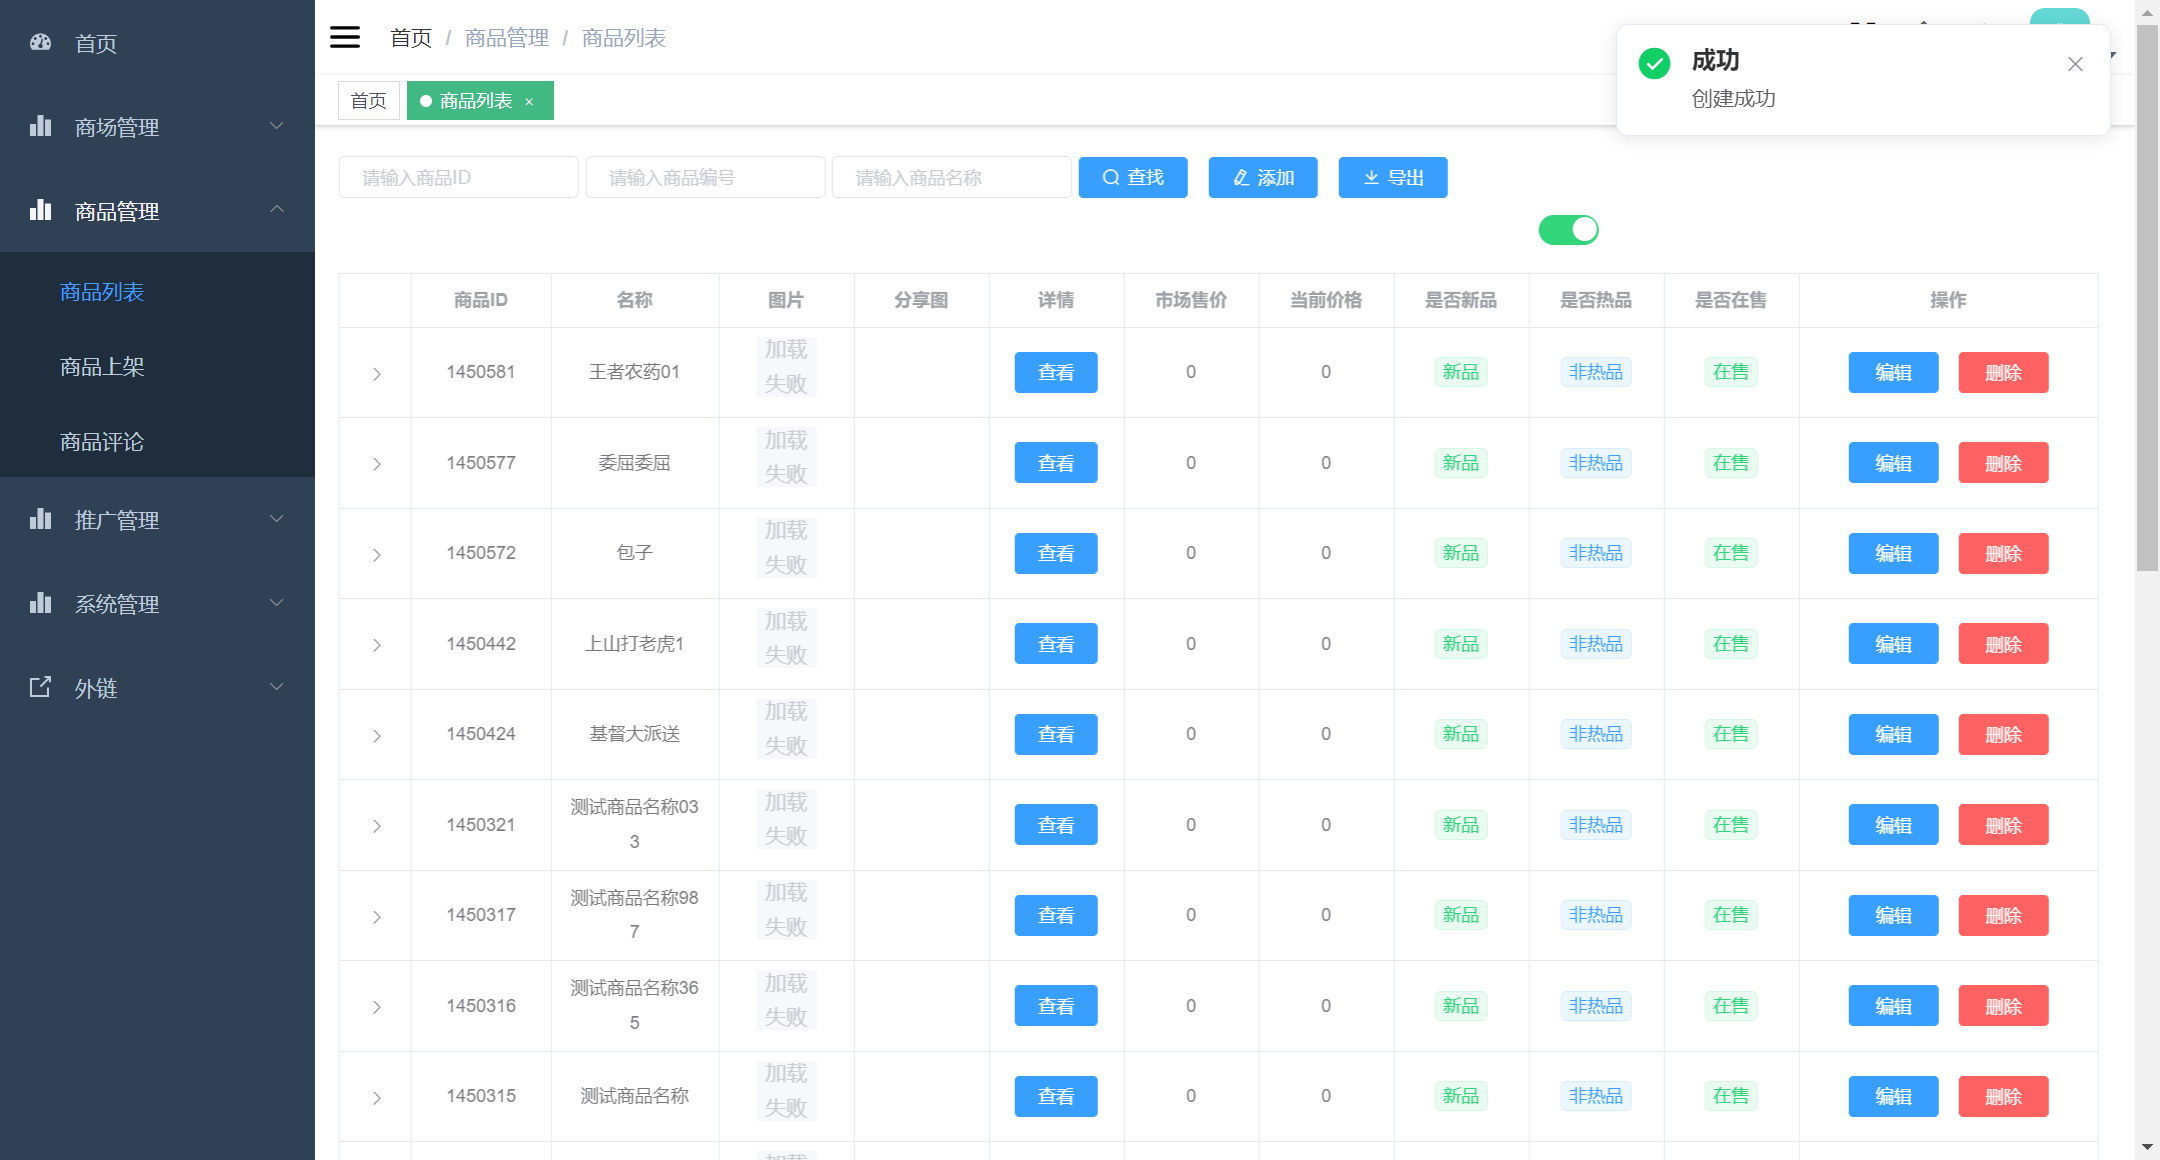 首页
商场管理
商品管理
商品列表
商品上架
商品评论
推广管理
系统管理
外链
首页 / 商品管理 / 商品列表
首页
商品列表 ×
成功
创建成功
请输入商品ID 请输入商品编号 请输入商品名称 查找 添加 导出
商品ID 名称 图片 分享图 详情 市场售价 当前价格 是否新品 是否热品 是否在售 操作
1450581 王者农药01 加载失败 查看 0 0 新品 非热品 在售 编辑 删除
1450577 委屈委屈 加载失败 查看 0 0 新品 非热品 在售 编辑 删除
1450572 包子 加载失败 查看 0 0 新品 非热品 在售 编辑 删除
1450442 上山打老虎1 加载失败 查看 0 0 新品 非热品 在售 编辑 删除
1450424 基督大派送 加载失败 查看 0 0 新品 非热品 在售 编辑 删除
1450321 测试商品名称033 加载失败 查看 0 0 新品 非热品 在售 编辑 删除
1450317 测试商品名称987 加载失败 查看 0 0 新品 非热品 在售 编辑 删除
1450316 测试商品名称365 加载失败 查看 0 0 新品 非热品 在售 编辑 删除
1450315 测试商品名称 加载失败 查看 0 0 新品 非热品 在售 编辑 删除